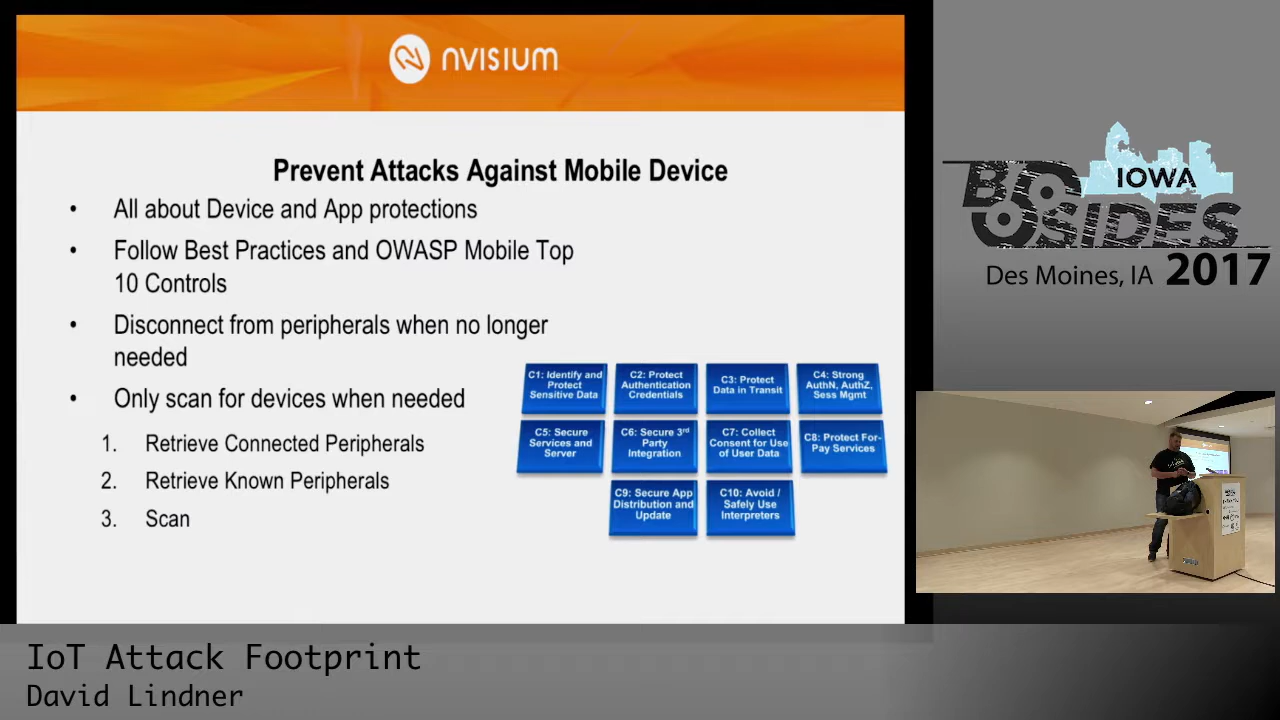 nVISIUM
Prevent Attacks Against Mobile Device
• All about Device and App protections
• Follow Best Practices and OWASP Mobile Top
10 Controls
• Disconnect from peripherals when no longer
needed
• Only scan for devices when needed
1. Retrieve Connected Peripherals
2. Retrieve Known Peripherals
3. Scan
C1: Identify and
Protect
Sensitive Data
C2: Protect
Authentication
Credentials
C3: Protect
Data in Transit
C4: Strong
AuthN, AuthZ,
Sess Mgmt
C5: Secure
Services and
Server
C6: Secure 3rd
Party
Integration
C7: Collect
Consent for Use
of User Data
C8: Protect For-
Pay Services
C9: Secure App
Distribution and
Update
C10: Avoid /
Safely Use
Interpreters
IOWA
BSIDES
Des Moines, IA 2017
IoT Attack Footprint
David Lindner